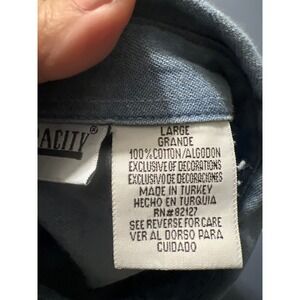 ACITY®
LARGE
GRANDE
100% COTTON/ALGODON
EXCLUSIVE OF DECORATIONS
EXCLUSIVO DE DECORACIONES
MADE IN TURKEY
HECHO EN TURQUIA
RN#82127
SEE REVERSE FOR CARE
VER AL DORSO PARA
CUIDADO